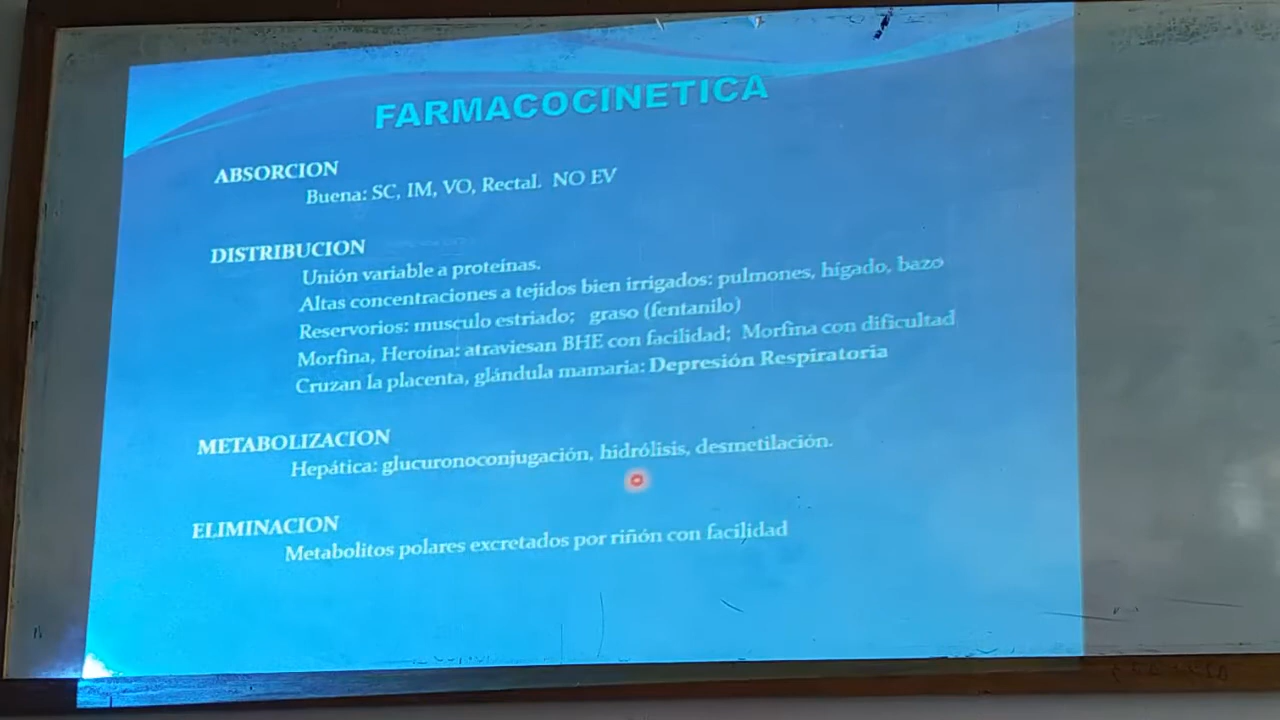 FARMACOCINETICA
ABSORCION
Buena: SC, IM, VO, Rectal. NO EV
DISTRIBUCION
Unión variable a proteínas.
Altas concentraciones a tejidos bien irrigados: pulmones, hígado, bazo
Reservorios: musculo estriado; graso (fentanilo)
Morfina, Heroína: atraviesan BHE con facilidad; Morfina con dificultad
Cruzan la placenta, glándula mamaria: Depresión Respiratoria
METABOLIZACION
Hepática: glucuronoconjugación, hidrólisis, desmetilación.
ELIMINACION
Metabolitos polares excretados por riñón con facilidad